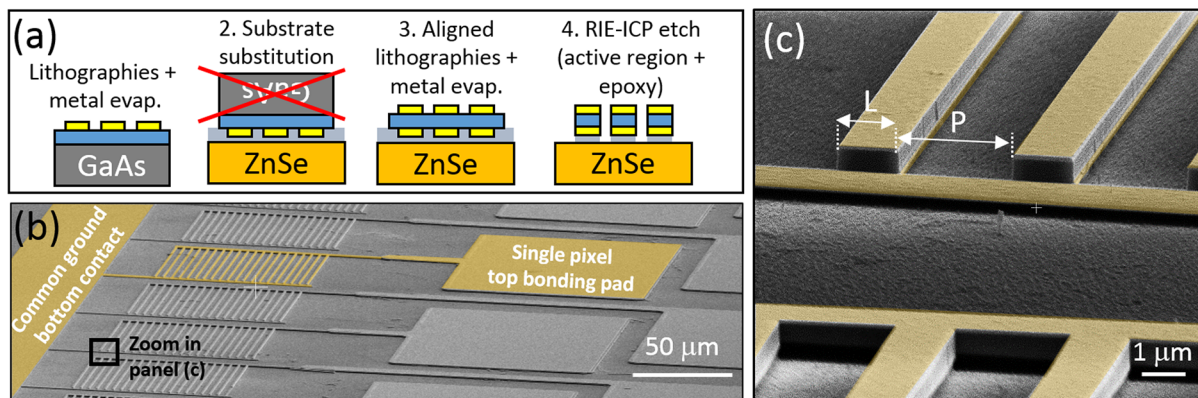 (a)
Lithographies +
metal evap.
GaAs
2. Substrate
substitution
GaAs
ZnSe
3. Aligned
lithographies +
metal evap.
ZnSe
4. RIE-ICP etch
(active region +
epoxy)
ZnSe
(b)
Common ground
bottom contact
Single pixel
top bonding pad
Zoom in
panel (c)
50 μm
(c)
L
P
1 μm